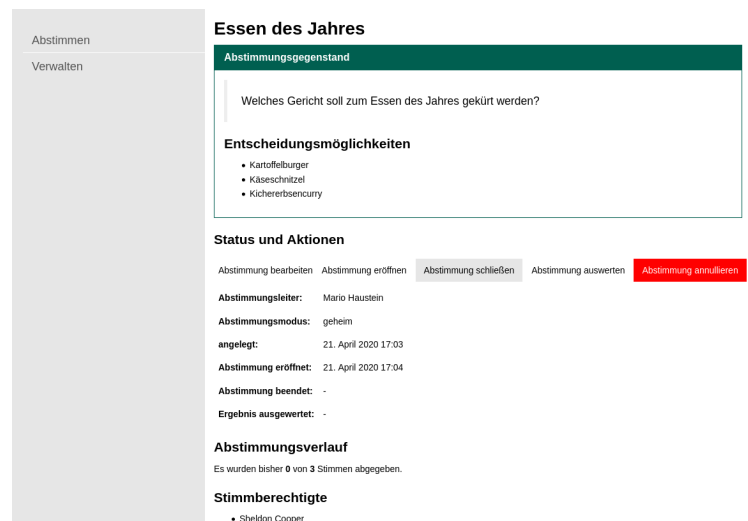 Abstimmen
Verwalten
Essen des Jahres
Abstimmungsgegenstand
Welches Gericht soll zum Essen des Jahres gekürt werden?
Entscheidungsmöglichkeiten
• Kartoffelburger
• Käseschnitzel
• Kichererbsencurry
Status und Aktionen
Abstimmung bearbeiten Abstimmung eröffnen Abstimmung schließen Abstimmung auswerten Abstimmung annullieren
Abstimmungsleiter: Mario Haustein
Abstimmungsmodus: geheim
angelegt: 21. April 2020 17:03
Abstimmung eröffnet: 21. April 2020 17:04
Abstimmung beendet: -
Ergebnis ausgewertet: -
Abstimmungsverlauf
Es wurden bisher 0 von 3 Stimmen abgegeben.
Stimmberechtigte
• Sheldon Cooper